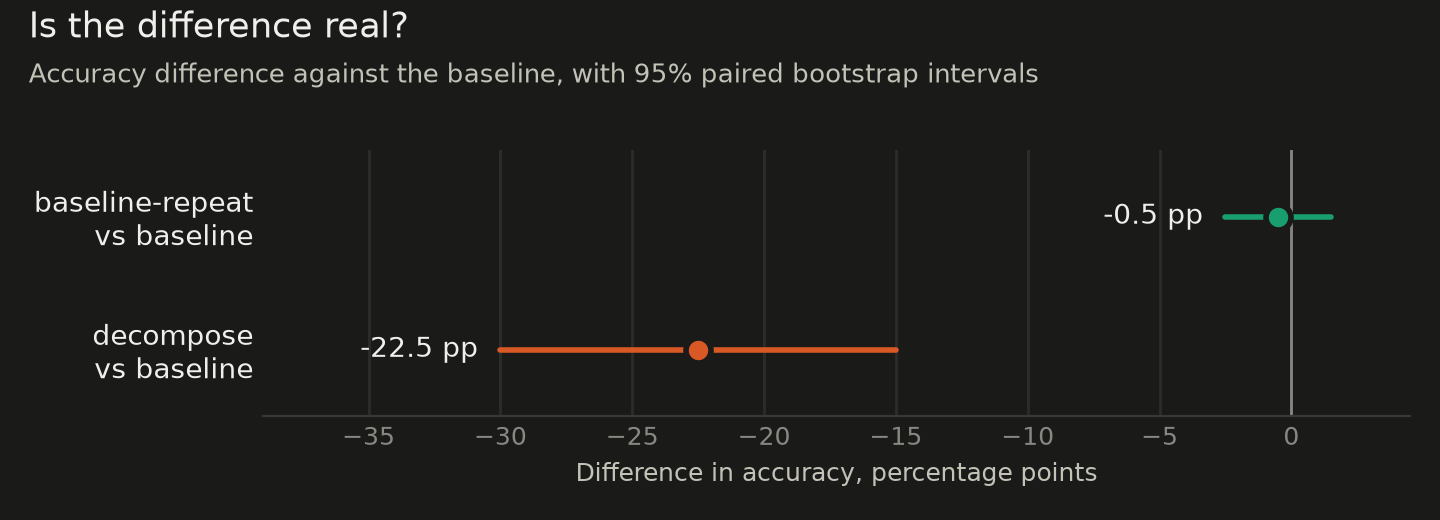 Is the difference real?
Accuracy difference against the baseline, with 95% paired bootstrap intervals
baseline-repeat
vs baseline
-0.5 pp
decompose
vs baseline
-22.5 pp
−35 −30 −25 −20 −15 −10 −5 0
Difference in accuracy, percentage points